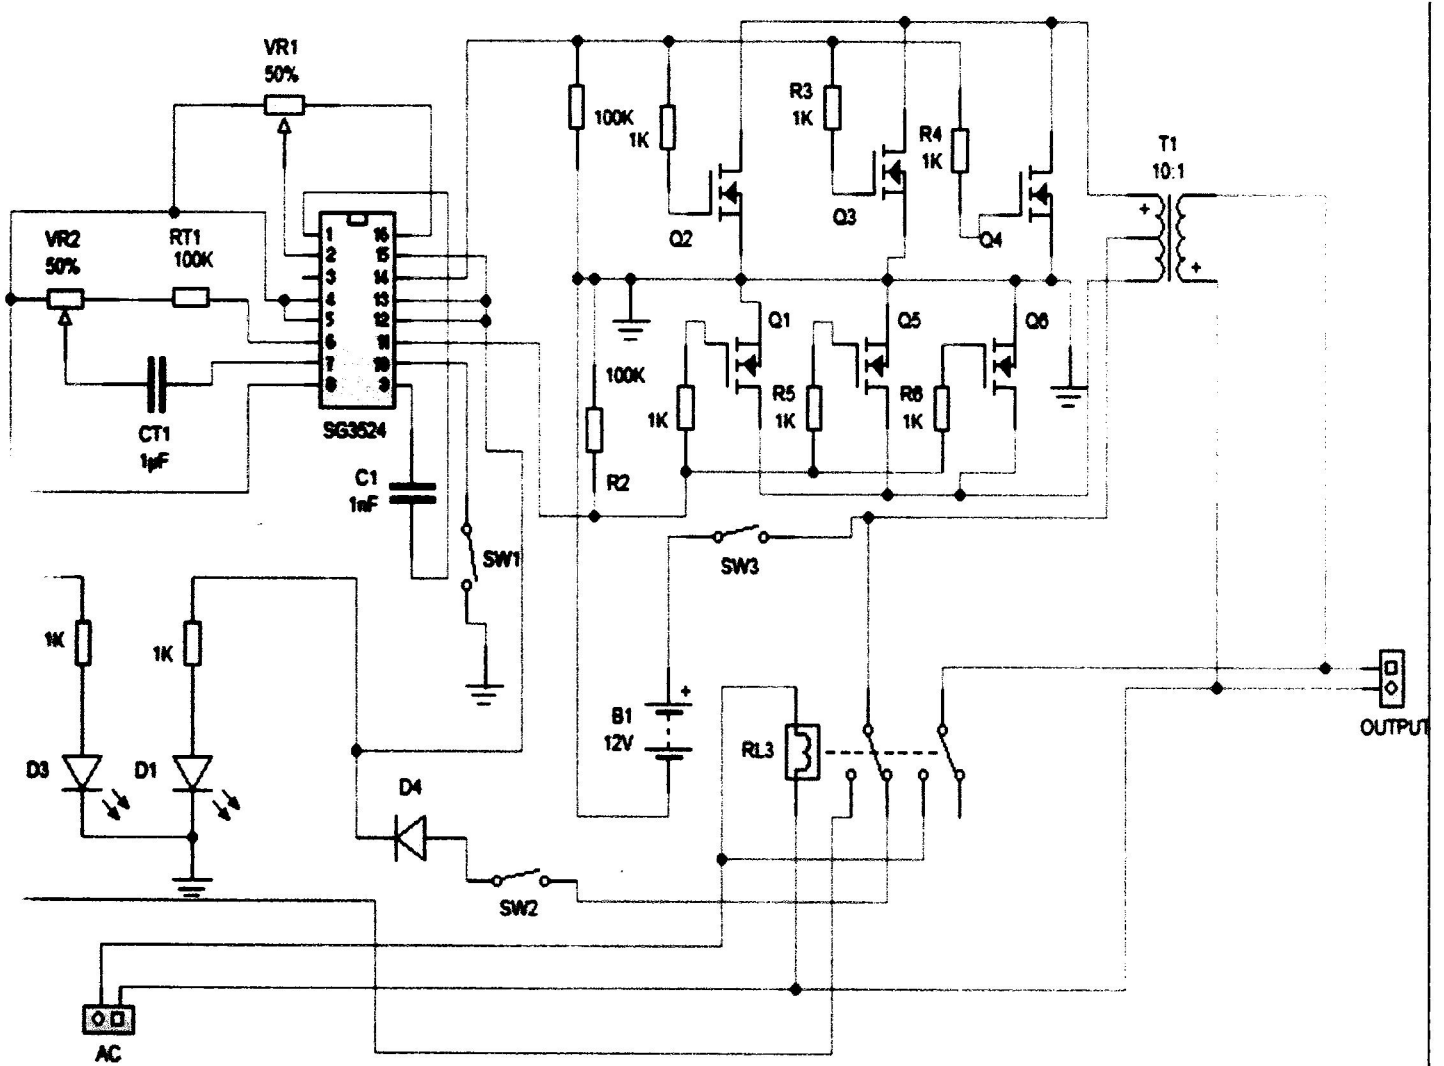 VR1
50%
100K
1K
R3
1K
R4
1K
T1
10:1
VR2
50%
RT1
100K
Q2
Q3
Q4
1 16
2 15
3 14
4 13
5 12
6 11
7 10
8 9
SG3524
CT1
1µF
C1
1nF
100K
R2
1K
Q1
R5
1K
Q5
R6
1K
Q6
SW1
SW3
1K
1K
B1
12V
RL3
OUTPUT
D3
D1
D4
SW2
AC